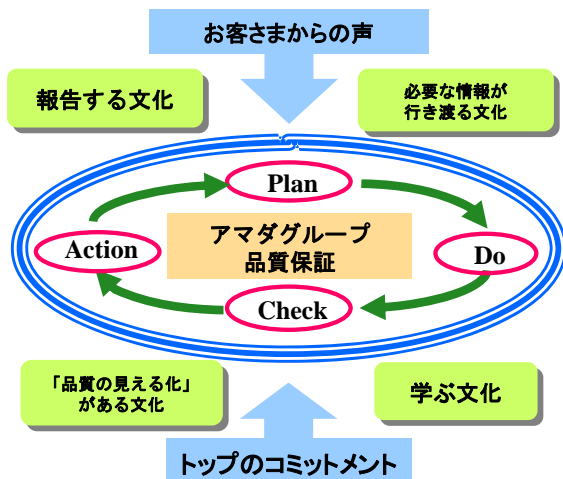 お客さまからの声
報告する文化
必要な情報が
行き渡る文化
Plan
アマダグループ
品質保証
Action
Do
Check
「品質の見える化」
がある文化
学ぶ文化
トップのコミットメント